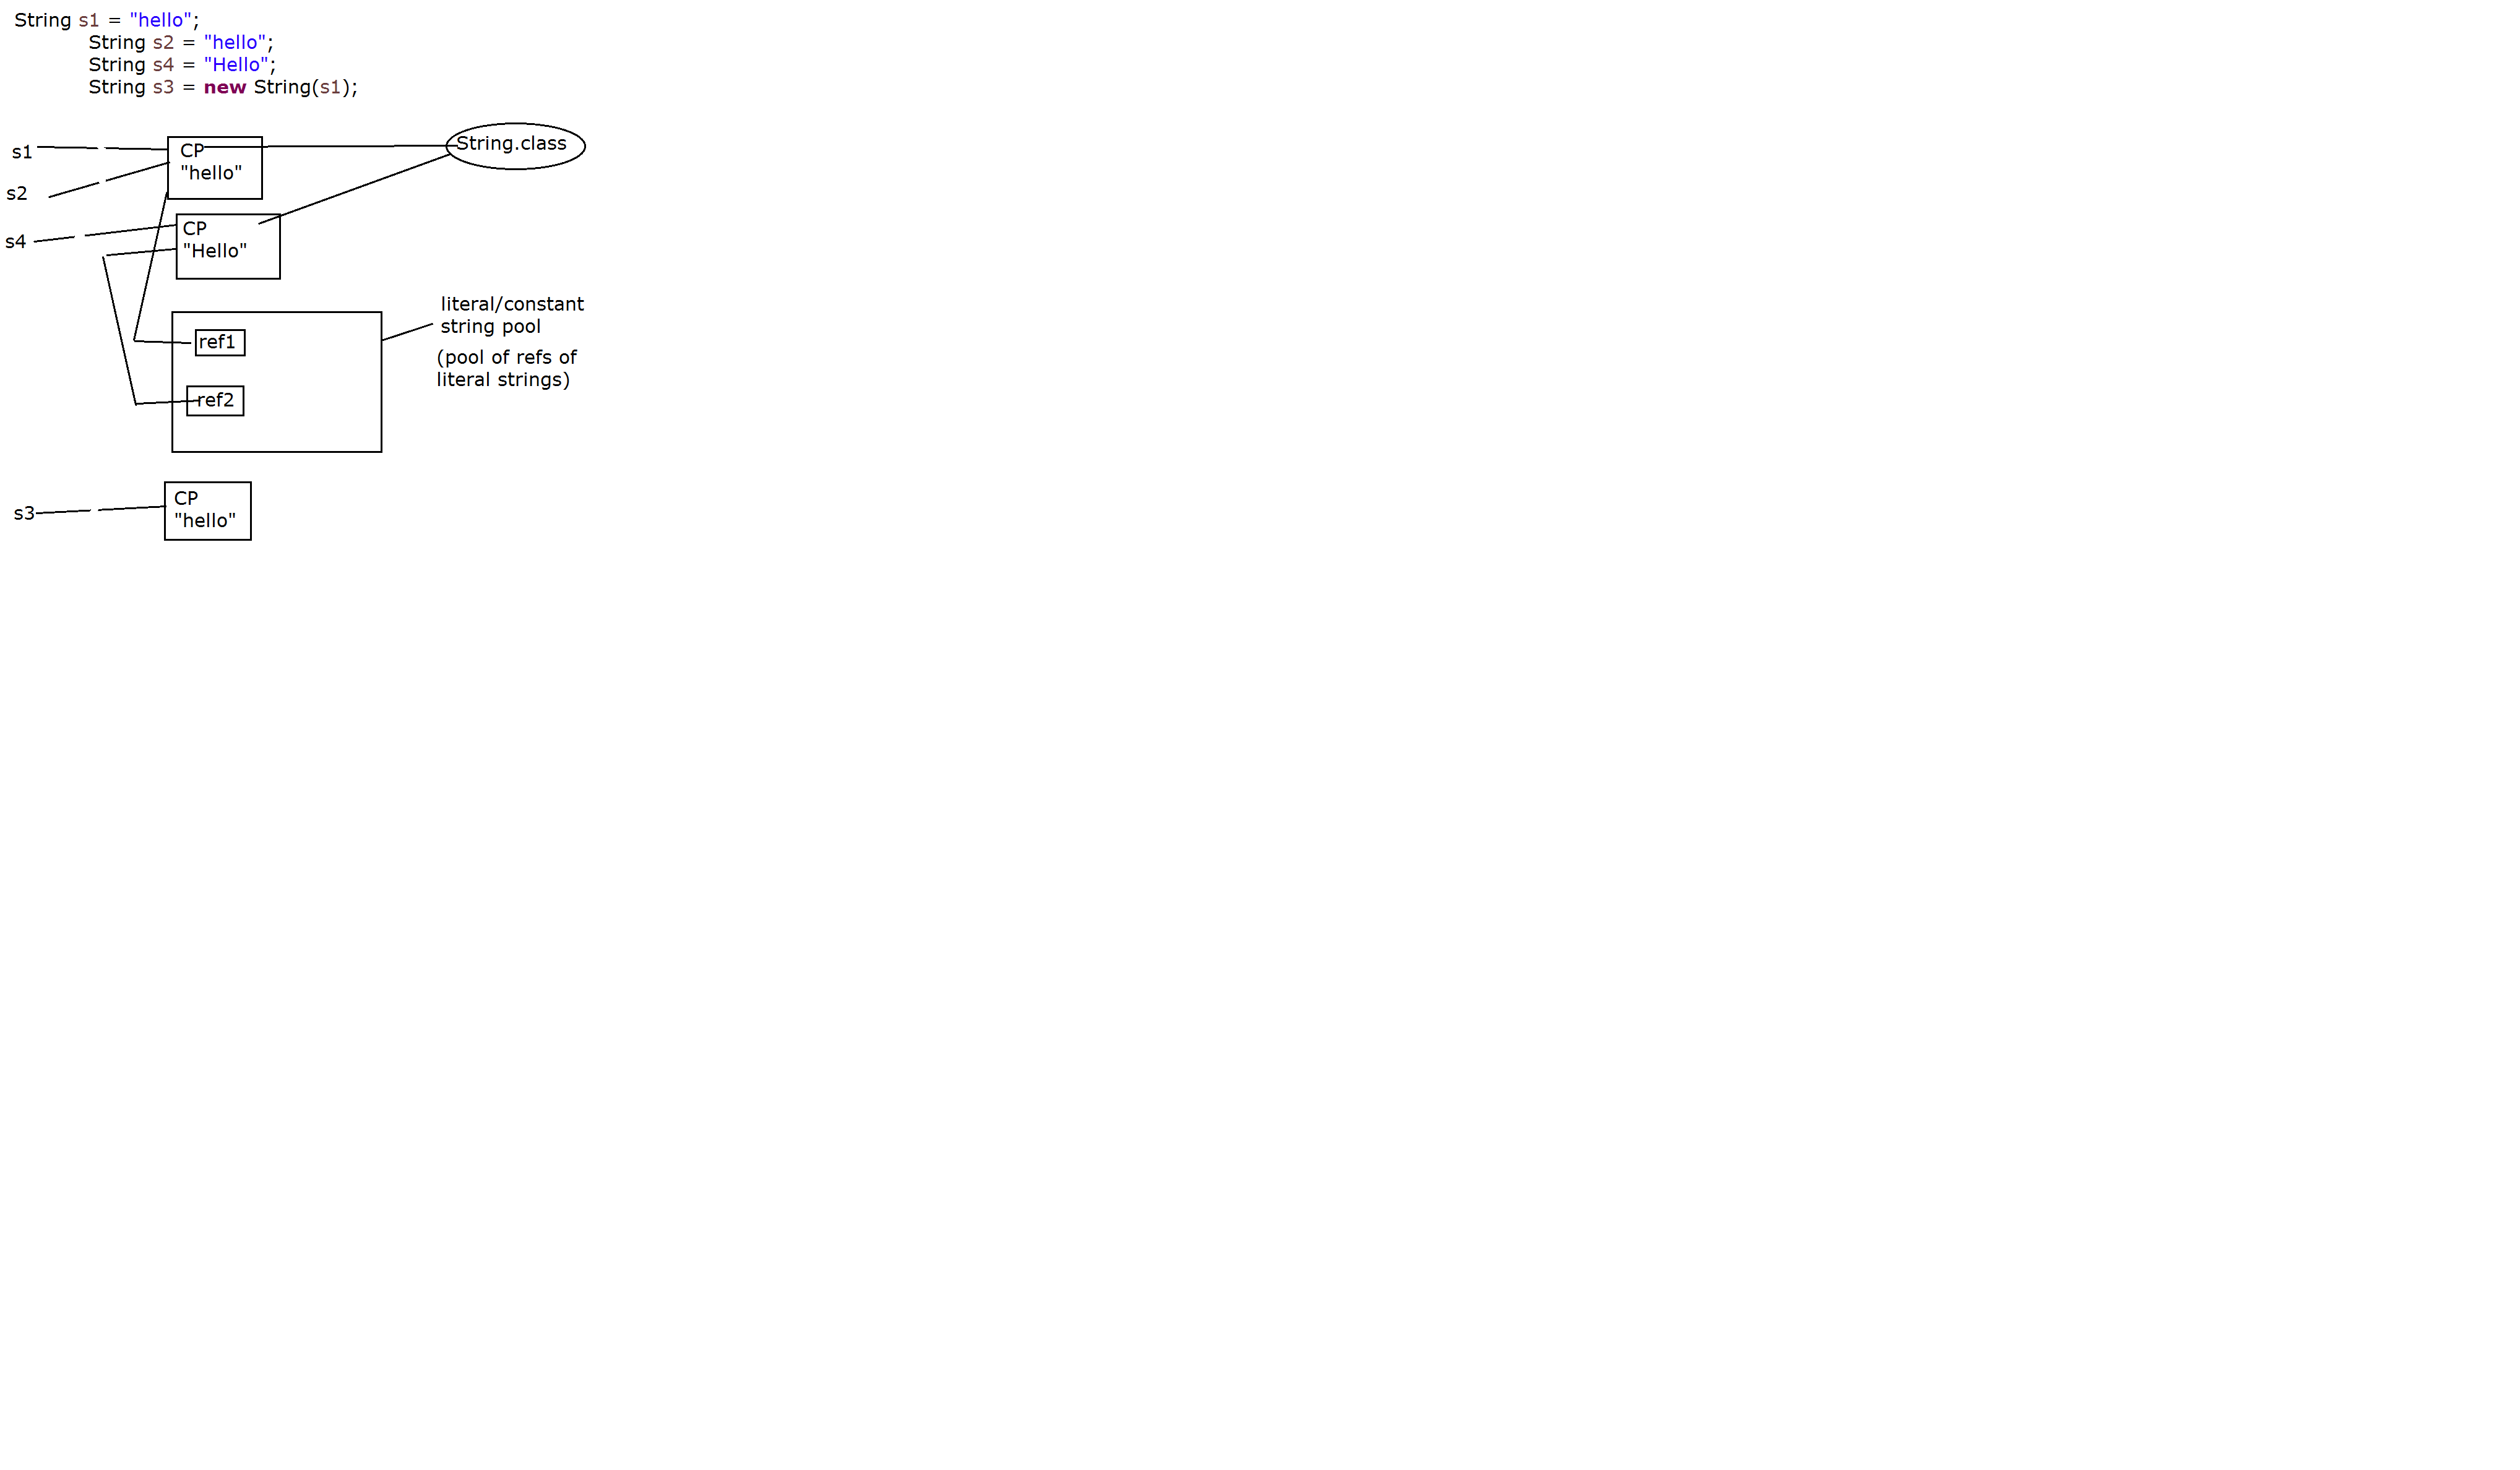 String s1 = "hello";
String s2 = "hello";
String s4 = "Hello";
String s3 = new String(s1);
s1
CP
"hello"
String.class
s2
s4
CP
"Hello"
literal/constant
string pool
(pool of refs of
literal strings)
ref1
ref2
s3
CP
"hello"